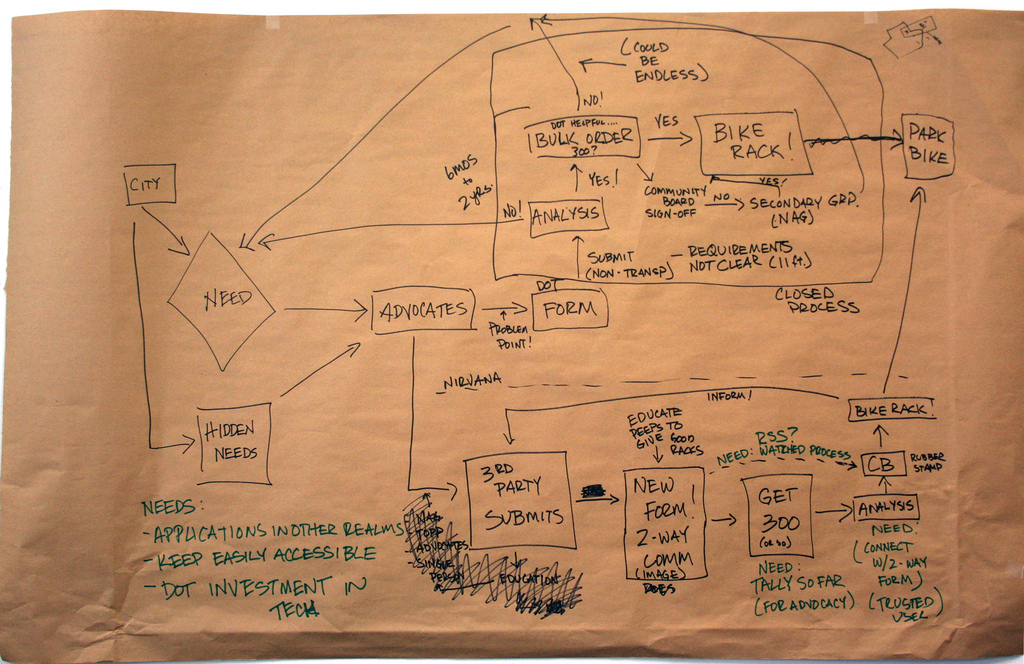 (COULD
BE
ENDLESS)
NO!
DOT HELPFUL....
BULK ORDER
300?
YES
BIKE
RACK!
PARK
BIKE
CITY
6 MOS
to
2 YRS.
YES!
COMMUNITY
BOARD
SIGN-OFF
NO
YES!
SECONDARY GRP.
(NAG)
NO!
ANALYSIS
SUBMIT
(NON-TRANSP)
- REQUIREMENTS
NOT CLEAR (11 ft.)
CLOSED
PROCESS
NEED
ADVOCATES
PROBLEM
POINT!
DOT
FORM
NIRVANA
INFORM!
BIKE RACK!
HIDDEN
NEEDS
EDUCATE
PEEPS TO
GIVE GOOD
RACKS
RSS?
NEED: WATCHED PROCESS
CB
RUBBER
STAMP
3RD
PARTY
SUBMITS
NEW
FORM!
2-WAY
COMM
(IMAGE)
DOES
GET
300
(OR SO)
ANALYSIS
NEED:
TALLY SO FAR
(FOR ADVOCACY)
NEED:
(CONNECT
W/2-WAY
FORM)
(TRUSTED)
USER
- NAG
TOPP
- ADVOCATES
- SINGLE
PERSON
EDUCATION
NEEDS:
- APPLICATIONS IN OTHER REALMS
- KEEP EASILY ACCESSIBLE
- DOT INVESTMENT IN
TECH